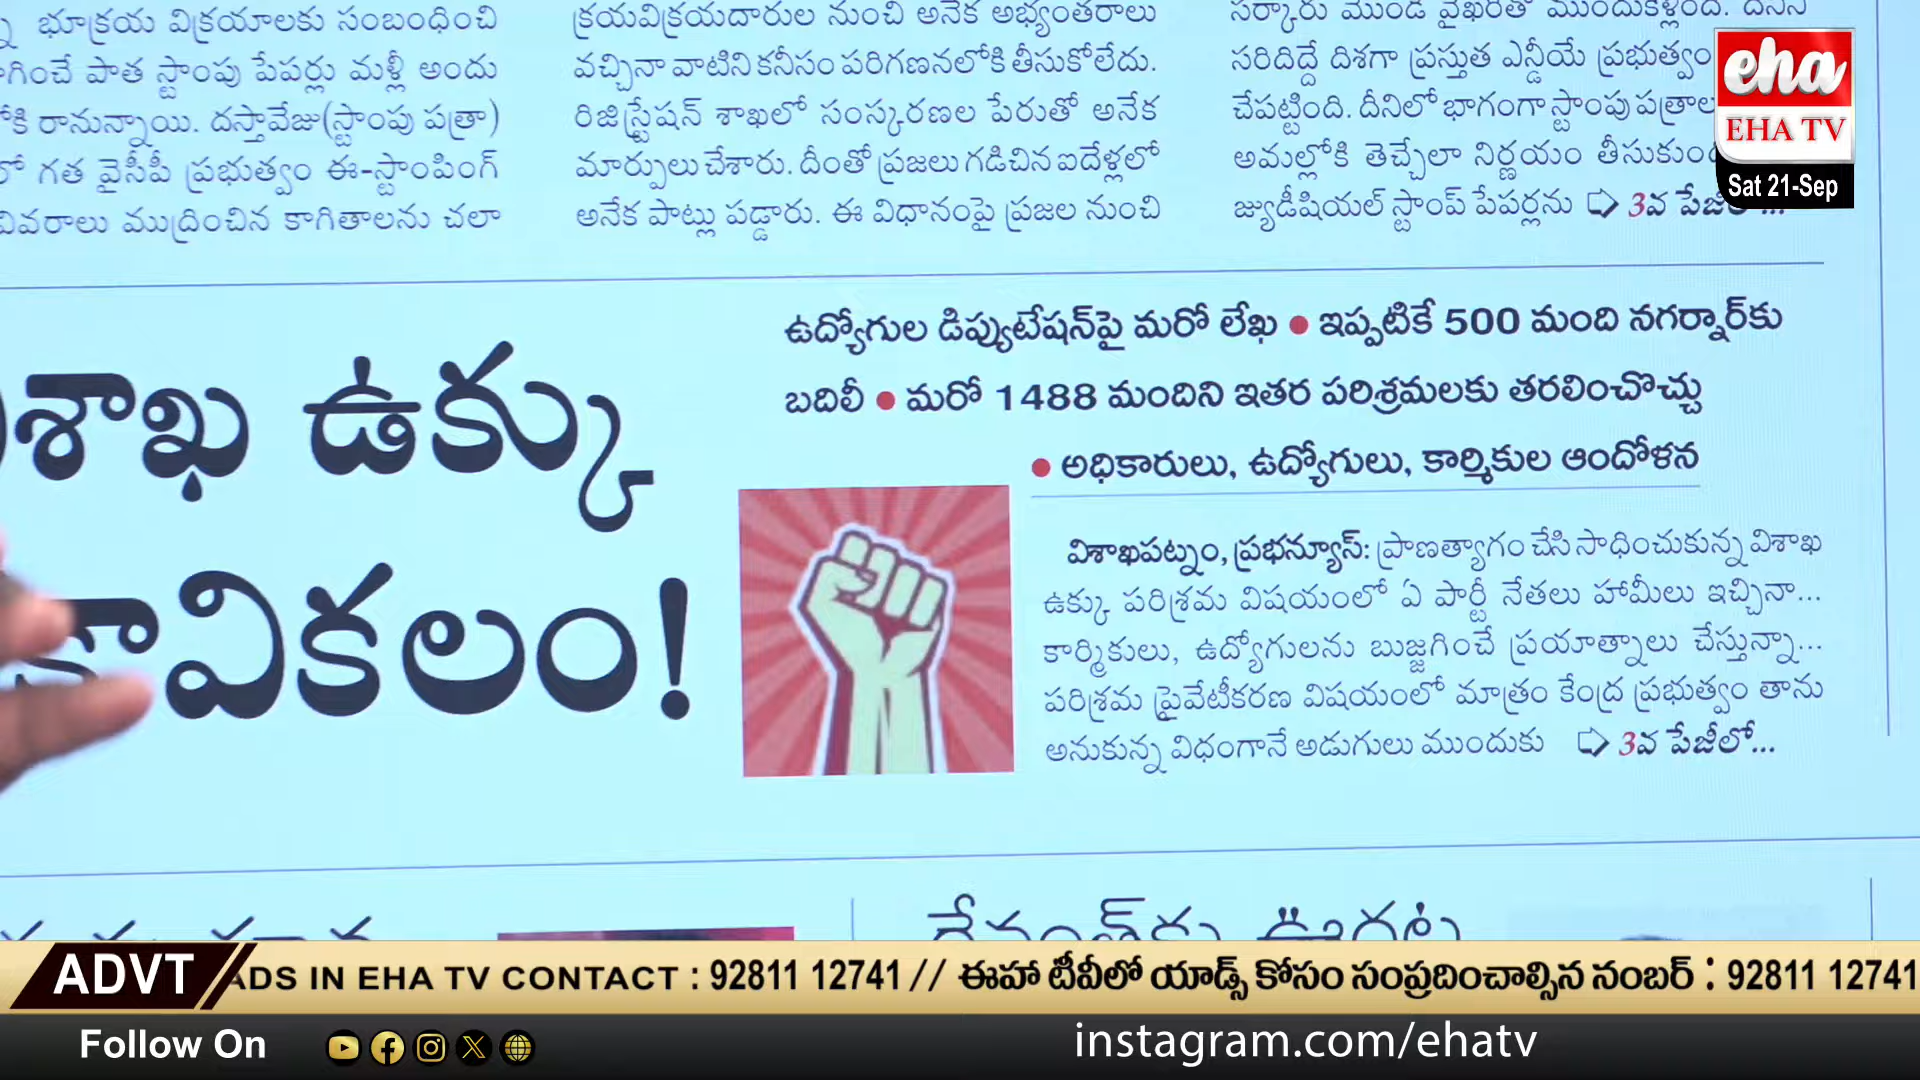 భూక్రయ విక్రయాలకు సంబంధించి
పాత స్టాంపు పేపర్లు మళ్లీ అందు
రానున్నాయి. దస్తావేజు(స్టాంపు పత్రా)
గత వైసీపీ ప్రభుత్వం ఈ-స్టాంపింగ్
వివరాలు ముద్రించిన కాగితాలను చలా
క్రయవిక్రయదారుల నుంచి అనేక అభ్యంతరాలు
వచ్చినా వాటిని కనీసం పరిగణనలోకి తీసుకోలేదు.
రిజిస్ట్రేషన్ శాఖలో సంస్కరణల పేరుతో అనేక
మార్పులు చేశారు. దీంతో ప్రజలు గడిచిన ఐదేళ్లలో
అనేక పాట్లు పడ్డారు. ఈ విధానంపై ప్రజల నుంచి
సర్కారు మొండి వైఖరితో ముందుకెళ్లింది. దీనిని
సరిదిద్దే దిశగా ప్రస్తుత ఎన్డీయే ప్రభుత్వం
చేపట్టింది. దీనిలో భాగంగా స్టాంపు పత్రాల
అమల్లోకి తెచ్చేలా నిర్ణయం తీసుకుంది
జ్యుడీషియల్ స్టాంప్ పేపర్లను ➩ 3వ పేజీలో...
eha
EHA TV
Sat 21-Sep
శాఖ ఉక్కు
కావికలం!
ఉద్యోగుల డిప్యుటేషన్‌పై మరో లేఖ ● ఇప్పటికే 500 మంది నగర్నార్‌కు
బదిలీ ● మరో 1488 మందిని ఇతర పరిశ్రమలకు తరలించొచ్చు
● అధికారులు, ఉద్యోగులు, కార్మికుల ఆందోళన
విశాఖపట్నం, ప్రభన్యూస్: ప్రాణత్యాగం చేసి సాధించుకున్న విశాఖ
ఉక్కు పరిశ్రమ విషయంలో ఏ పార్టీ నేతలు హామీలు ఇచ్చినా...
కార్మికులు, ఉద్యోగులను బుజ్జగించే ప్రయాత్నాలు చేస్తున్నా...
పరిశ్రమ ప్రైవేటీకరణ విషయంలో మాత్రం కేంద్ర ప్రభుత్వం తాను
అనుకున్న విధంగానే అడుగులు ముందుకు ➩ 3వ పేజీలో...
ADVT ADS IN EHA TV CONTACT : 92811 12741 // ఈహా టీవీలో యాడ్స్ కోసం సంప్రదించాల్సిన నంబర్ : 92811 12741
Follow On
instagram.com/ehatv